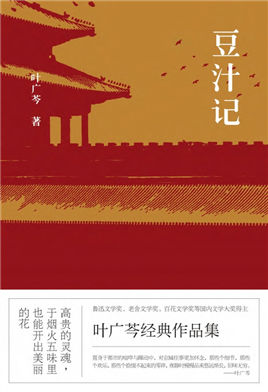 豆汁记
叶广芩 著
鲁迅文学奖、老舍文学奖、百花文学奖等国内文学大奖得主
叶广芩经典作品集
——叶广芩
高贵的灵魂，
于烟火五味里
也能开出美丽
的花